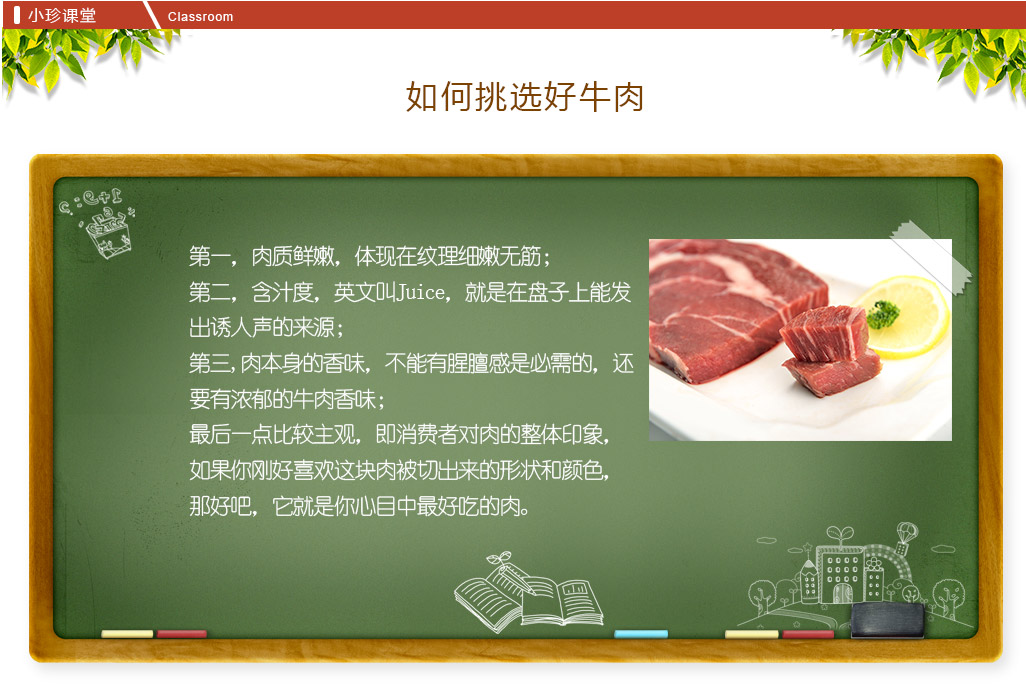 小珍课堂 Classroom
如何挑选好牛肉
第一，肉质鲜嫩，体现在纹理细嫩无筋；
第二，含汁度，英文叫Juice，就是在盘子上能发
出诱人声的来源；
第三,肉本身的香味，不能有腥膻感是必需的，还
要有浓郁的牛肉香味；
最后一点比较主观，即消费者对肉的整体印象，
如果你刚好喜欢这块肉被切出来的形状和颜色，
那好吧，它就是你心目中最好吃的肉。